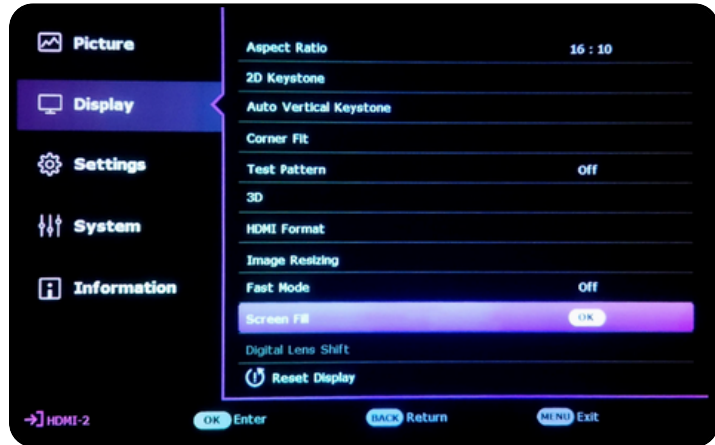 Picture
Display
Settings
System
Information
Aspect Ratio 16 : 10
2D Keystone
Auto Vertical Keystone
Corner Fit
Test Pattern Off
3D
HDMI Format
Image Resizing
Fast Mode Off
Screen Fill OK
Digital Lens Shift
Reset Display
HDMI-2 OK Enter BACK Return MENU Exit